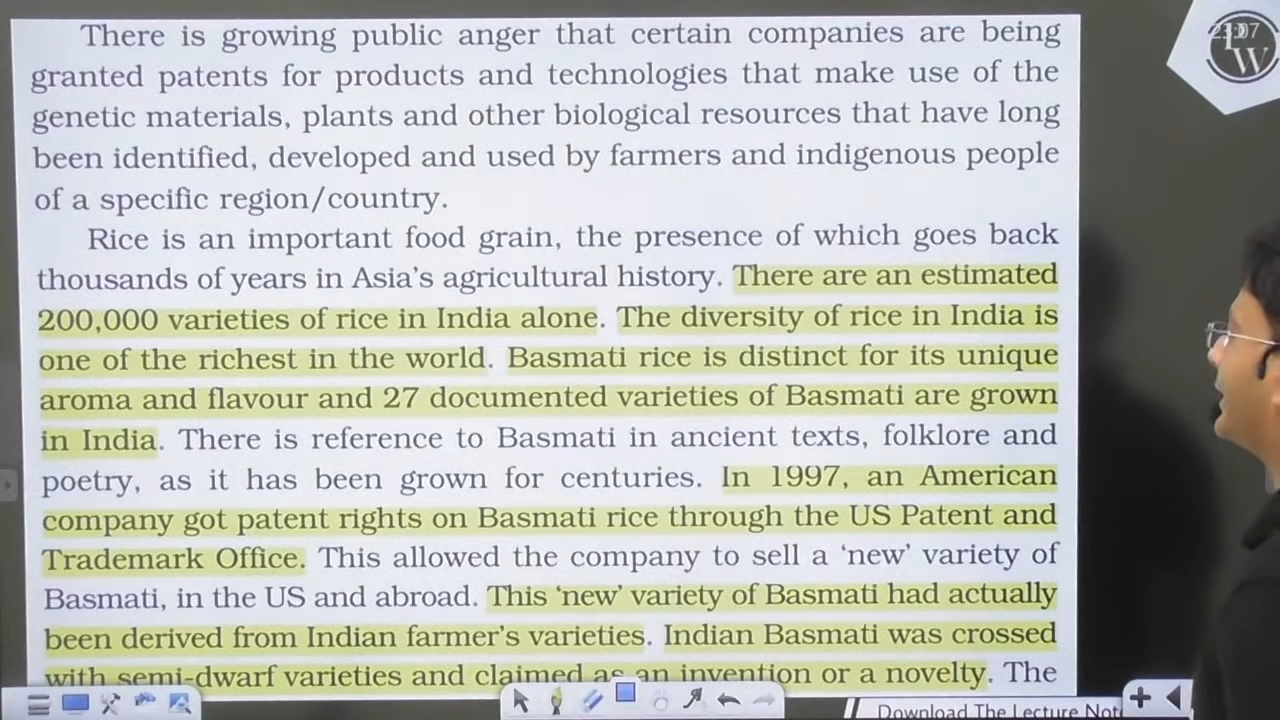 There is growing public anger that certain companies are being
granted patents for products and technologies that make use of the
genetic materials, plants and other biological resources that have long
been identified, developed and used by farmers and indigenous people
of a specific region/country.
Rice is an important food grain, the presence of which goes back
thousands of years in Asia's agricultural history. There are an estimated
200,000 varieties of rice in India alone. The diversity of rice in India is
one of the richest in the world. Basmati rice is distinct for its unique
aroma and flavour and 27 documented varieties of Basmati are grown
in India. There is reference to Basmati in ancient texts, folklore and
poetry, as it has been grown for centuries. In 1997, an American
company got patent rights on Basmati rice through the US Patent and
Trademark Office. This allowed the company to sell a 'new' variety of
Basmati, in the US and abroad. This 'new' variety of Basmati had actually
been derived from Indian farmer's varieties. Indian Basmati was crossed
with semi-dwarf varieties and claimed as an invention or a novelty. The
Download The Lecture